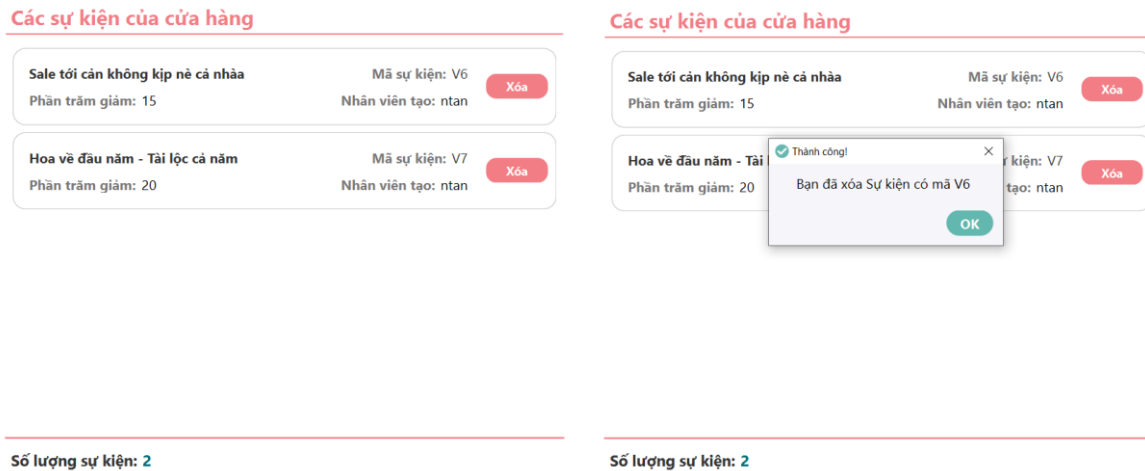 Các sự kiện của cửa hàng
Sale tới cản không kịp nè cả nhàa
Mã sự kiện: V6
Xóa
Phần trăm giảm: 15
Nhân viên tạo: ntan
Hoa về đầu năm - Tài lộc cả năm
Mã sự kiện: V7
Xóa
Phần trăm giảm: 20
Nhân viên tạo: ntan
Số lượng sự kiện: 2
Các sự kiện của cửa hàng
Sale tới cản không kịp nè cả nhàa
Mã sự kiện: V6
Xóa
Phần trăm giảm: 15
Nhân viên tạo: ntan
Hoa về đầu năm - Tài
kiện: V7
Xóa
Phần trăm giảm: 20
tạo: ntan
Thành công!
Bạn đã xóa Sự kiện có mã V6
OK
Số lượng sự kiện: 2